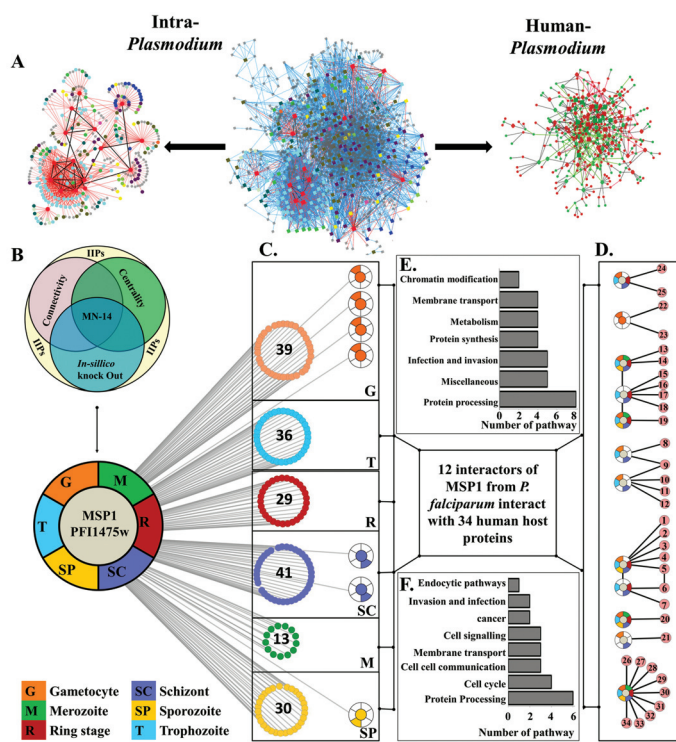 Intra-
Plasmodium
Human-
Plasmodium
A
B
IIPs
Connectivity
Centrality
MN-14
IIPs
IIPs
In-sillico
knock Out
G
M
T
R
SP
SC
MSP1
PFI1475w
G Gametocyte
M Merozoite
R Ring stage
SC Schizont
SP Sporozoite
T Trophozoite
C.
39
G
36
T
29
R
41
SC
13
M
30
SP
E.
Chromatin modification
Membrane transport
Metabolism
Protein synthesis
Infection and invasion
Miscellaneous
Protein processing
0 2 4 6 8
Number of pathway
12 interactors of
MSP1 from P.
falciparum interact
with 34 human host
proteins
F.
Endocytic pathways
Invasion and infection
cancer
Cell signalling
Membrane transport
Cell cell communication
Cell cycle
Protein Processing
0 1 2 3 4 5 6
Number of pathway
D.
24
25
22
23
13
14
15
16
17
18
19
8
9
10
11
12
1
2
3
4
5
6
7
20
21
26
27
28
29
30
31
32
33
34